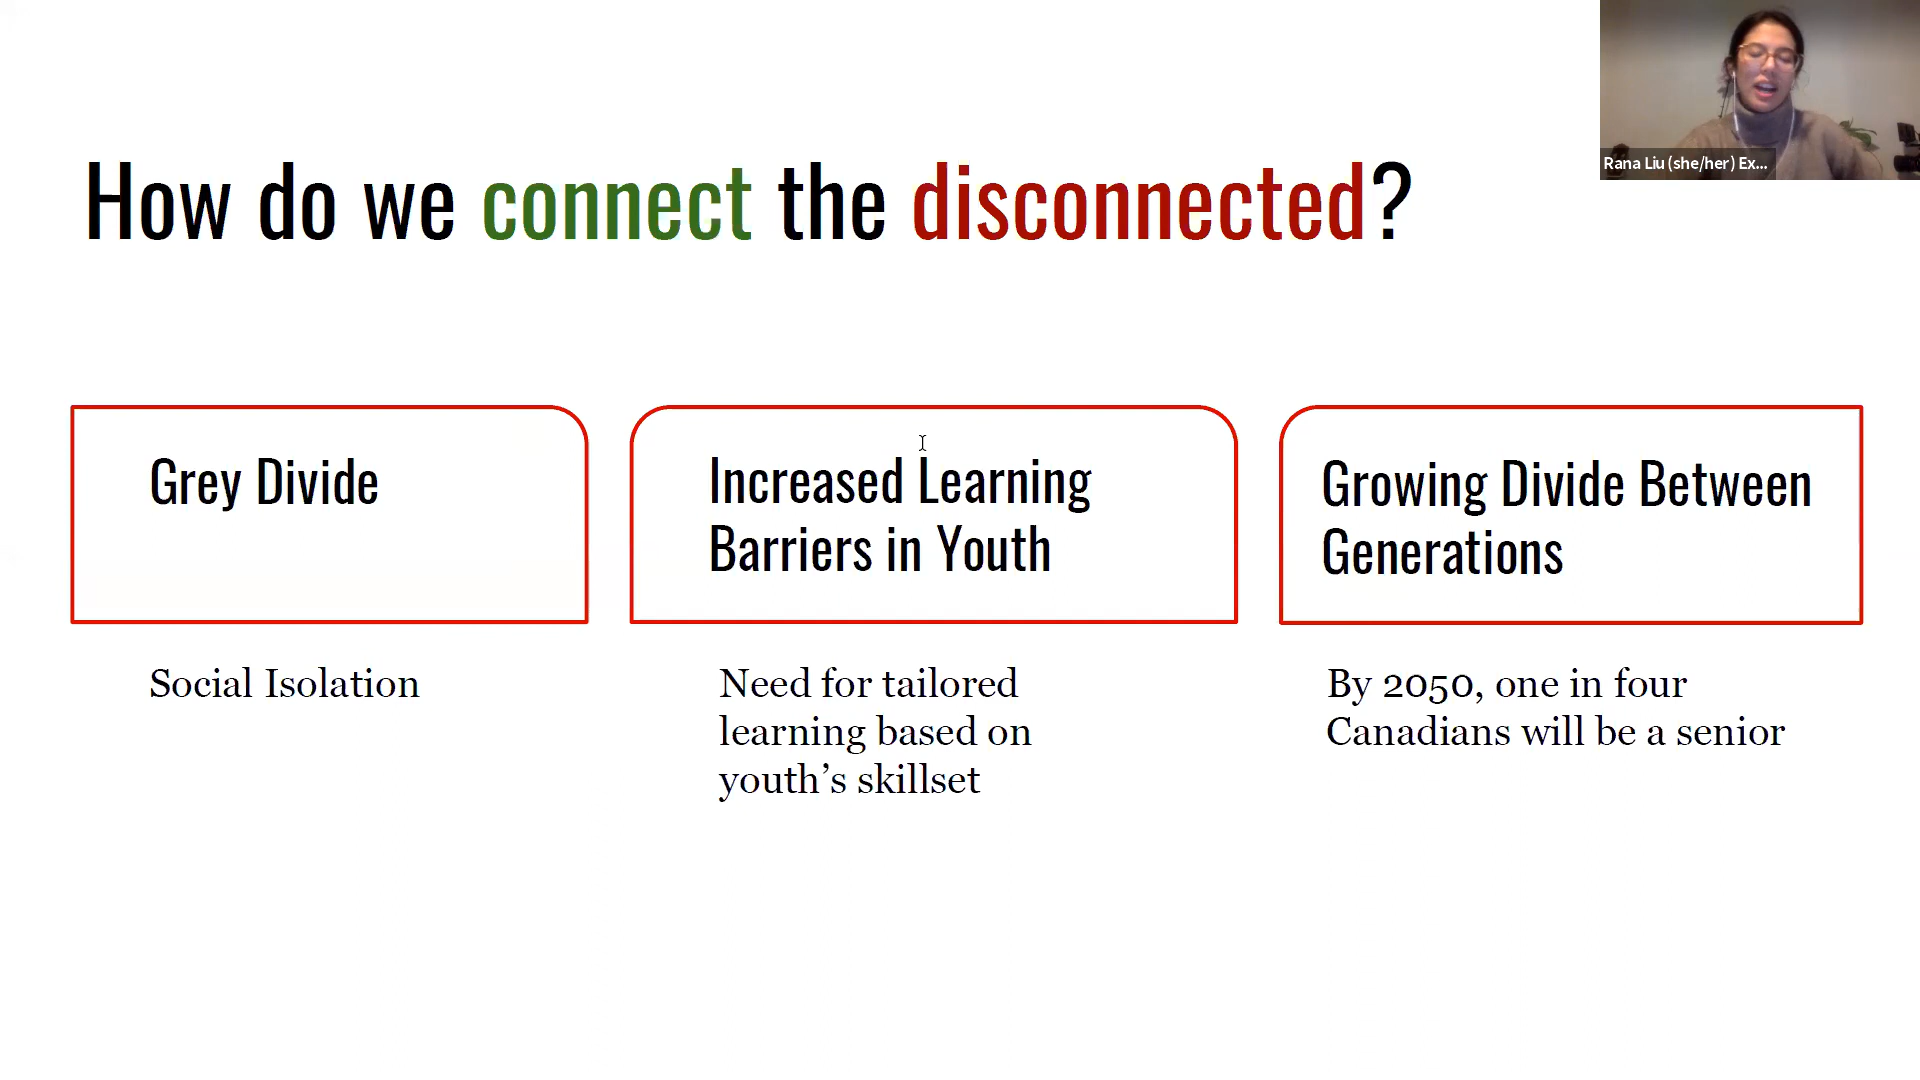 How do we connect the disconnected?
Rana Liu (she/her) Ex...
Grey Divide
Social Isolation
Increased Learning
Barriers in Youth
Need for tailored
learning based on
youth’s skillset
Growing Divide Between
Generations
By 2050, one in four
Canadians will be a senior